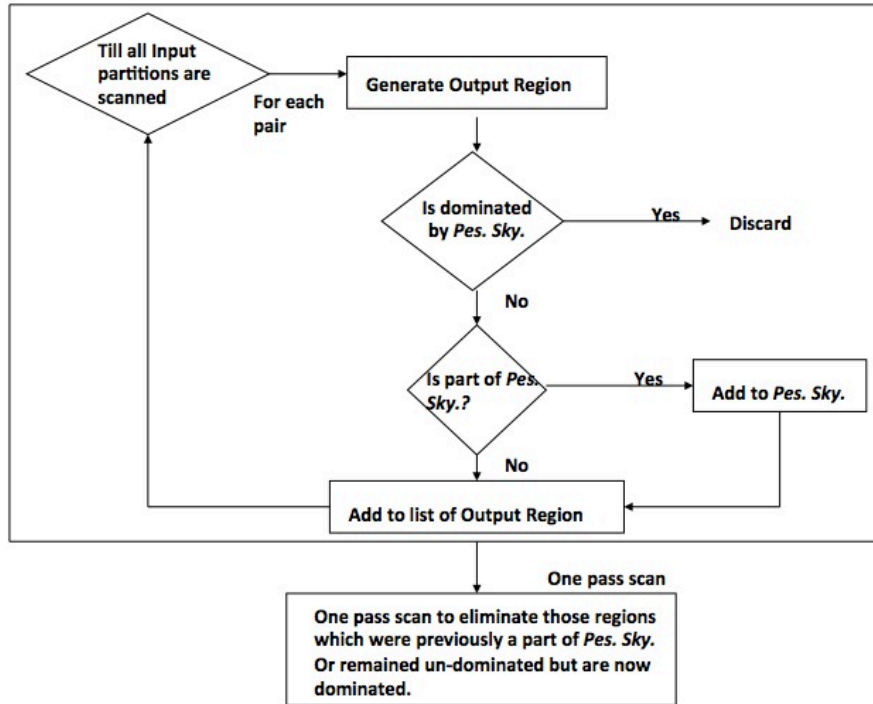 Till all Input
partitions are
scanned
For each
pair
Generate Output Region
Is dominated
by Pes. Sky.
Yes
Discard
No
Is part of Pes.
Sky.?
Yes
Add to Pes. Sky.
No
Add to list of Output Region
One pass scan
One pass scan to eliminate those regions
which were previously a part of Pes. Sky.
Or remained un-dominated but are now
dominated.